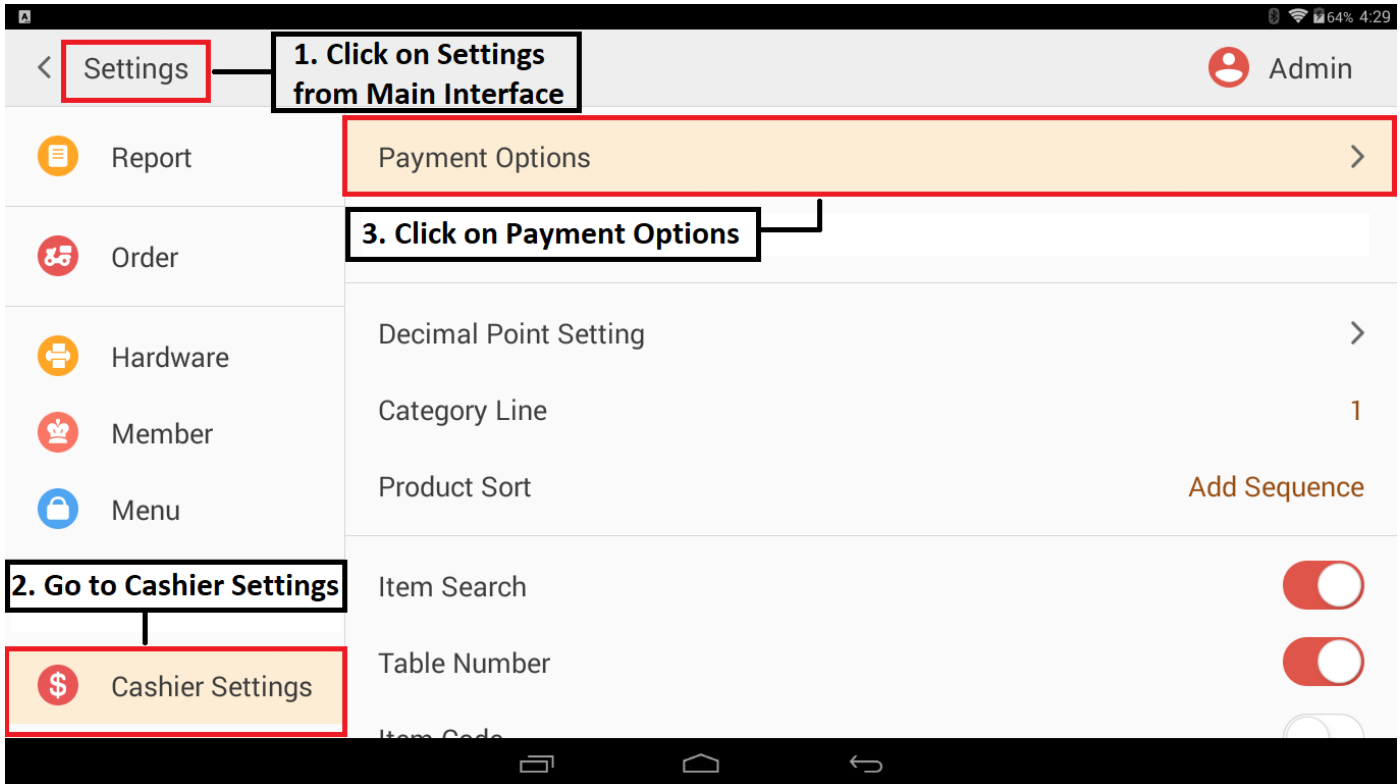 A
64% 4:29
Settings
1. Click on Settings
from Main Interface
Admin
Report
Payment Options
3. Click on Payment Options
Order
Decimal Point Setting
Hardware
Category Line 1
Member
Product Sort Add Sequence
Menu
2. Go to Cashier Settings
Item Search
Table Number
$
Cashier Settings
Item Code